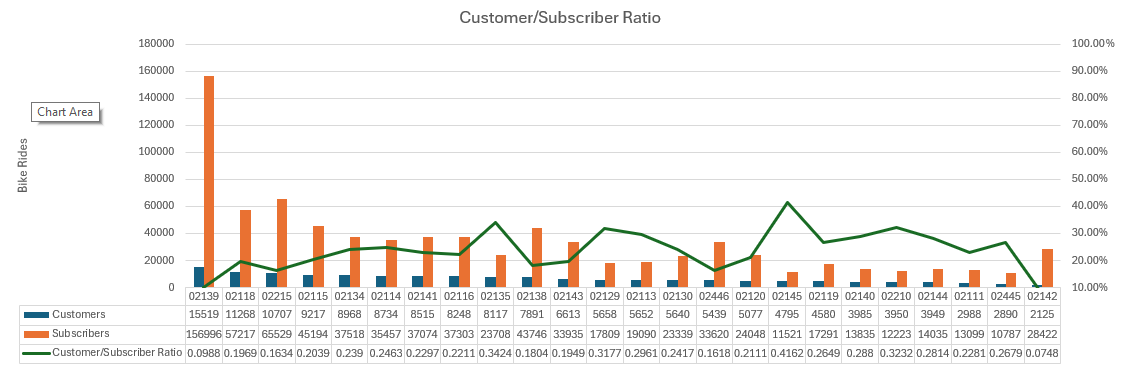 Customer/Subscriber Ratio
180000 100.00%
160000 90.00%
140000 80.00%
120000 70.00%
100000 60.00%
80000 50.00%
60000 40.00%
40000 30.00%
20000 20.00%
0 10.00%
Chart Area
Bike Rides
02139 02118 02215 02115 02134 02114 02141 02116 02135 02138 02143 02129 02113 02130 02446 02120 02145 02119 02140 02210 02144 02111 02445 02142
Customers 15519 11268 10707 9217 8968 8734 8515 8248 8117 7891 6613 5658 5652 5640 5439 5077 4795 4580 3985 3950 3949 2988 2890 2125
Subscribers 156996 57217 65529 45194 37518 35457 37074 37303 23708 43746 33935 17809 19090 23339 33620 24048 11521 17291 13835 12223 14035 13099 10787 28422
Customer/Subscriber Ratio 0.0988 0.1969 0.1634 0.2039 0.239 0.2463 0.2297 0.2211 0.3424 0.1804 0.1949 0.3177 0.2961 0.2417 0.1618 0.2111 0.4162 0.2649 0.288 0.3232 0.2814 0.2281 0.2679 0.0748